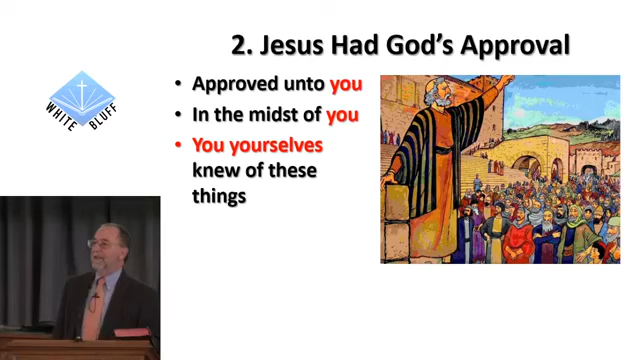 2. Jesus Had God's Approval
• Approved unto you
• In the midst of you
• You yourselves
knew of these
things
WHITE BLUFF